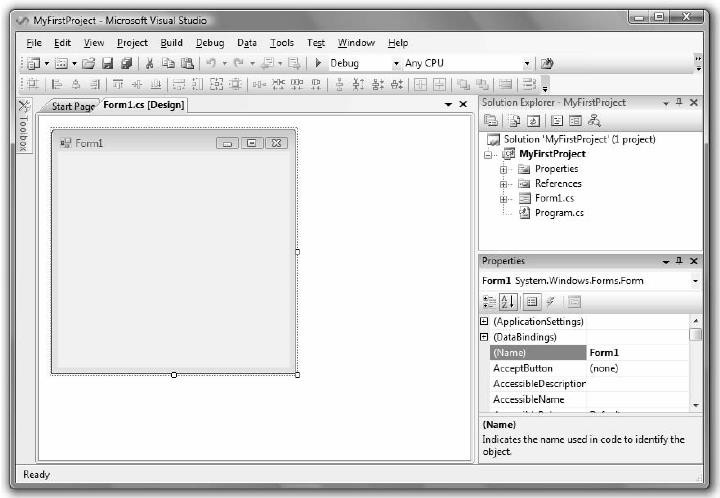 MyFirstProject - Microsoft Visual Studio
File Edit View Project Build Debug Data Tools Test Window Help
Debug Any CPU
Toolbox
Start Page Form1.cs [Design]
Form1
Solution Explorer - MyFirstProject
Solution 'MyFirstProject' (1 project)
MyFirstProject
Properties
References
Form1.cs
Program.cs
Properties
Form1 System.Windows.Forms.Form
(ApplicationSettings)
(DataBindings)
(Name) Form1
AcceptButton (none)
AccessibleDescription
AccessibleName
(Name)
Indicates the name used in code to identify the
object.
Ready